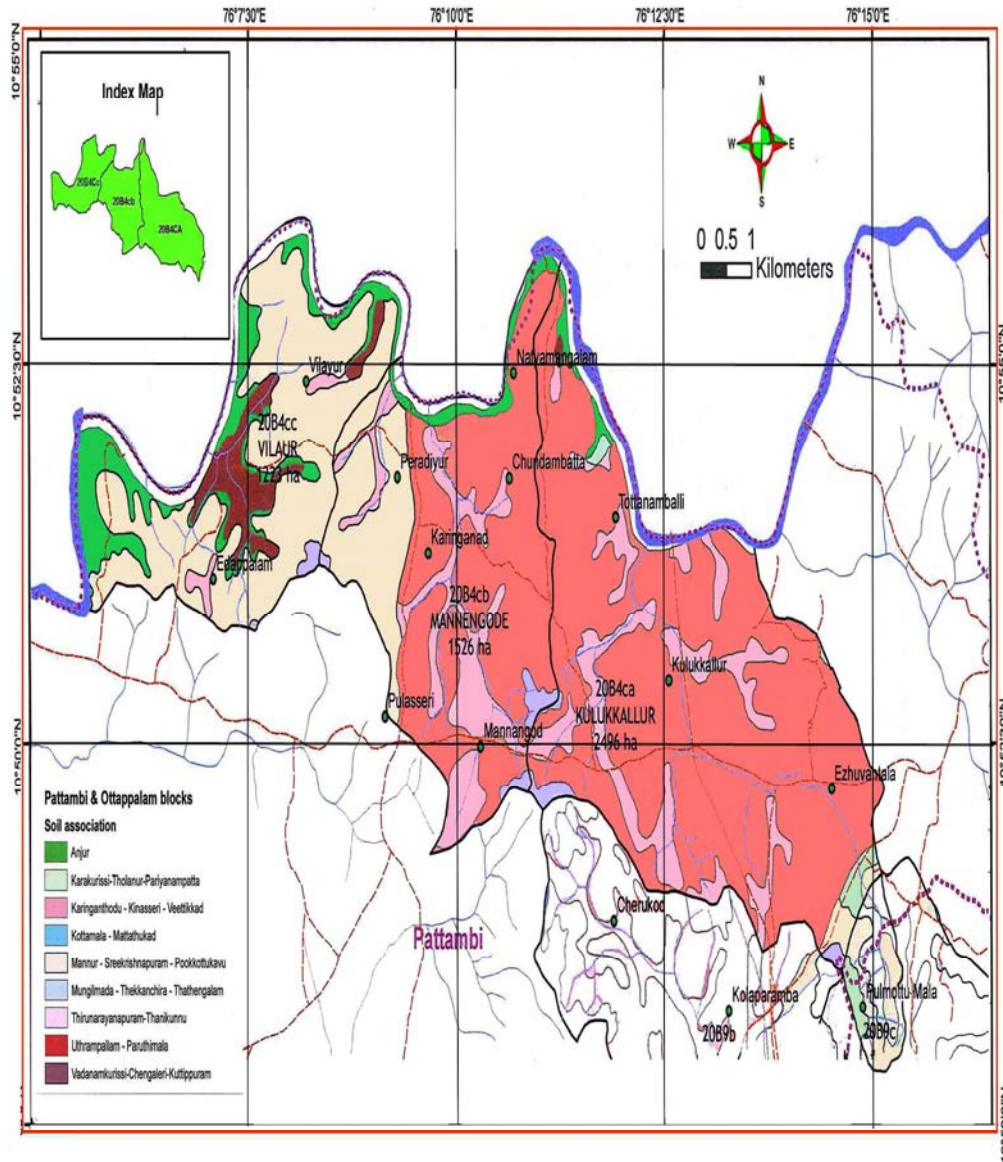 76°7'30"E
76°10'0"E
76°12'30"E
76°15'0"E
10°55'0"N
Index Map
20B4Cc
20B4cb
20B4CA
N
W
E
S
0 0.5 1
Kilometers
10°52'30"N
Vilayur
Natyamangalam
20B4cc
VILAUR
1223 ha
Peradiyur
Chundambatta
Tottanamballi
Karinganad
Edappalam
20B4cb
MANNENGODE
1526 ha
Kulukkallur
20B4ca
KULUKKALLUR
2496 ha
Pulasseri
Mannangod
10°50'0"N
Ezhuvantala
Pattambi & Ottappalam blocks
Soil association
Anjur
Karakurissi-Tholanur-Pariyanampatta
Karinganthodu - Kinasseri - Veettikkad
Kottamala - Mattathukad
Mannur - Sreekrishnapuram - Pookkottukavu
Mungilmada - Thekkanchira - Thathengalam
Thirunarayanapuram-Thanikunnu
Uthrampallam - Paruthimala
Vadanamkurissi-Chengaleri-Kuttippuram
Cherukod
Pattambi
Kolaparamba
20B9b
Pulmottu-Mala
20B9c